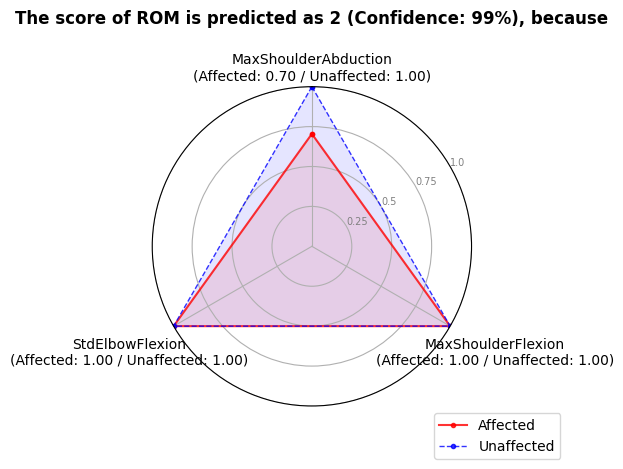 The score of ROM is predicted as 2 (Confidence: 99%), because
MaxShoulderAbduction
(Affected: 0.70 / Unaffected: 1.00)
1.0
0.75
0.5
0.25
StdElbowFlexion
(Affected: 1.00 / Unaffected: 1.00)
MaxShoulderFlexion
(Affected: 1.00 / Unaffected: 1.00)
Affected
Unaffected